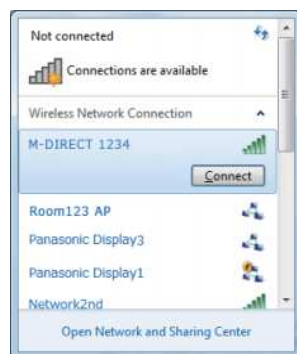 Not connected
Connections are available
Wireless Network Connection
M-DIRECT 1234
Connect
Room123 AP
Panasonic Display3
Panasonic Display1
Network2nd
Open Network and Sharing Center